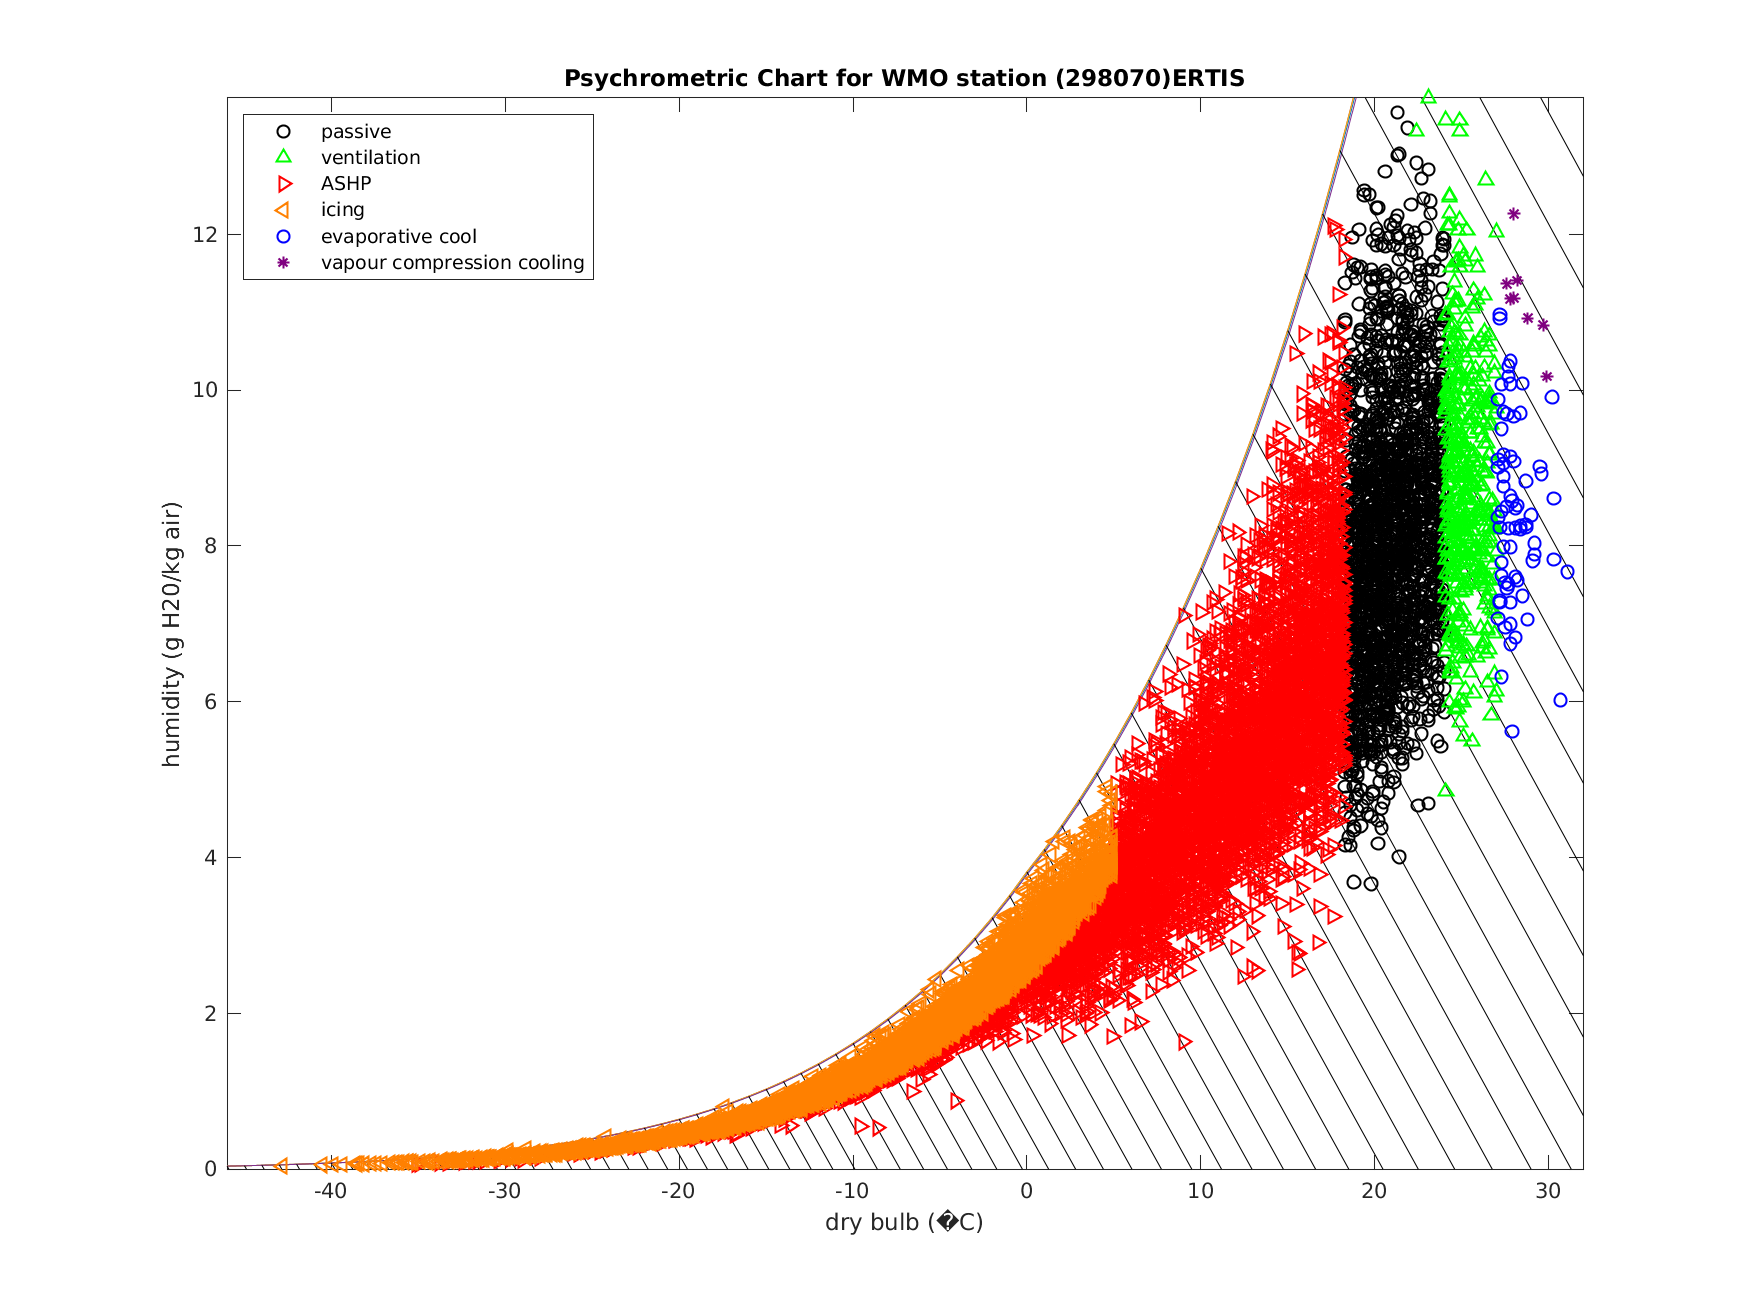 Psychrometric Chart for WMO station (298070)ERTIS
passive
ventilation
ASHP
icing
evaporative cool
vapour compression cooling
humidity (g H20/kg air)
12
10
8
6
4
2
0
-40 -30 -20 -10 0 10 20 30
dry bulb (�C)